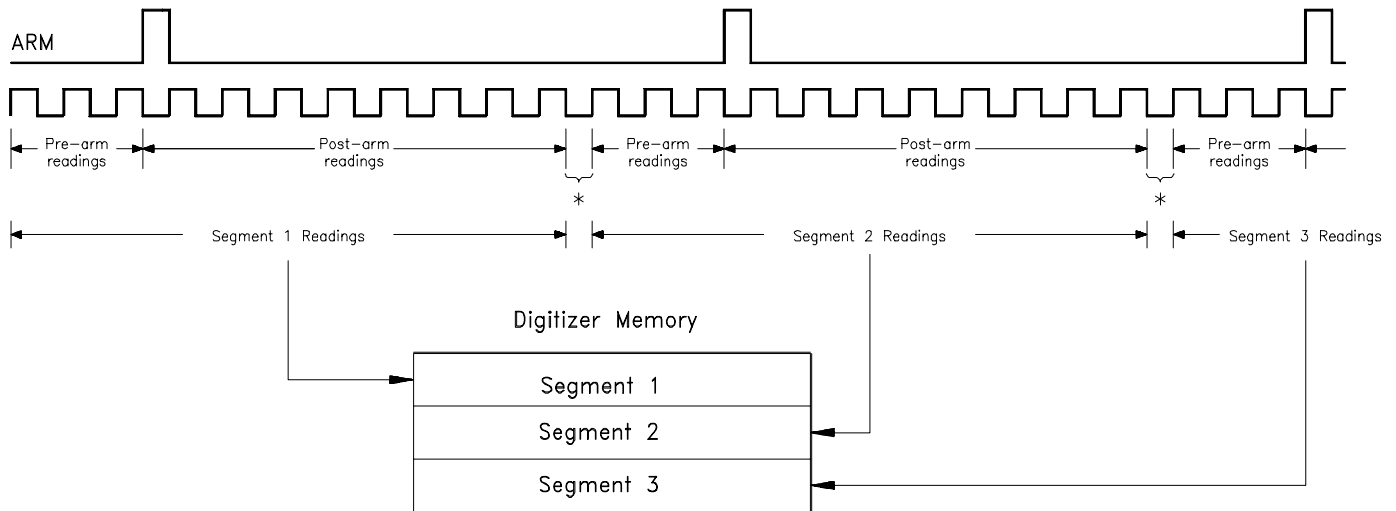 ARM
Pre-arm
readings
Post-arm
readings
Pre-arm
readings
Post-arm
readings
Pre-arm
readings
*
*
Segment 1 Readings
Segment 2 Readings
Segment 3 Readings
Digitizer Memory
Segment 1
Segment 2
Segment 3